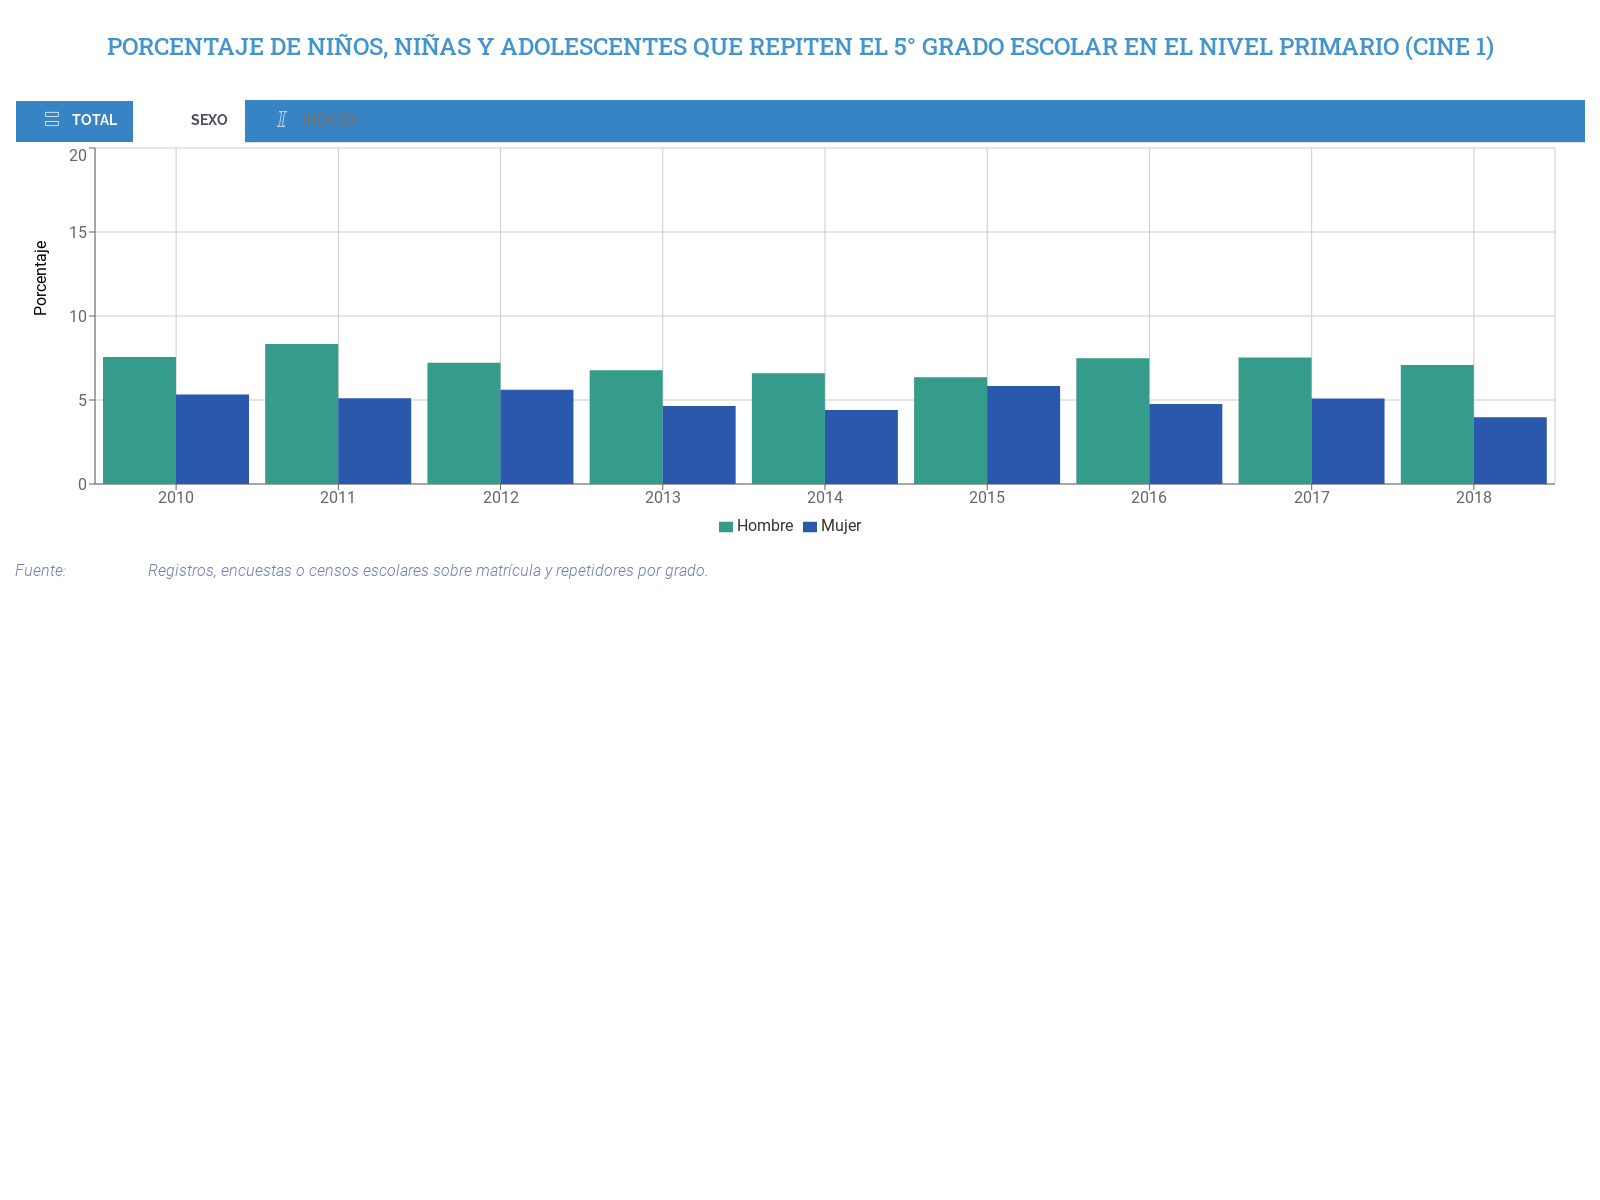 PORCENTAJE DE NIÑOS, NIÑAS Y ADOLESCENTES QUE REPITEN EL 5° GRADO ESCOLAR EN EL NIVEL PRIMARIO (CINE 1)
TOTAL SEXO INDICES
20
15
10
5
0
Porcentaje
2010 2011 2012 2013 2014 2015 2016 2017 2018
Hombre Mujer
Fuente: Registros, encuestas o censos escolares sobre matrícula y repetidores por grado.